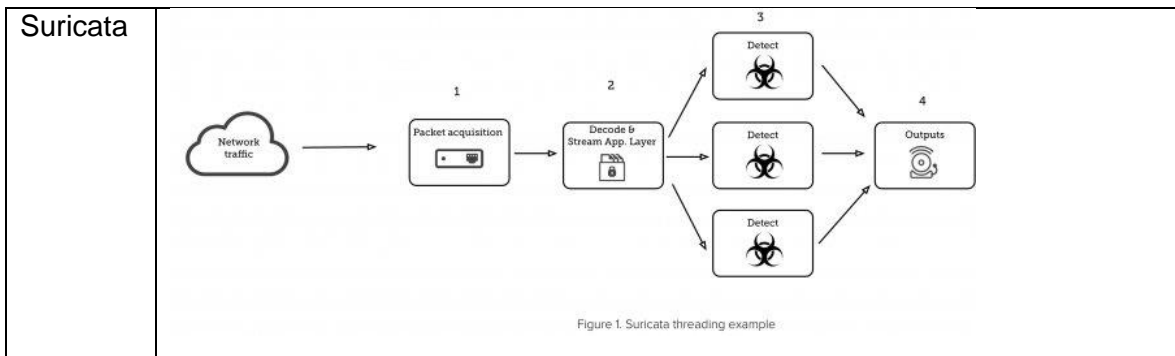 Suricata
Network
traffic
1
Packet acquisition
2
Decode &
Stream App. Layer
3
Detect
Detect
Detect
4
Outputs
Figure 1. Suricata threading example